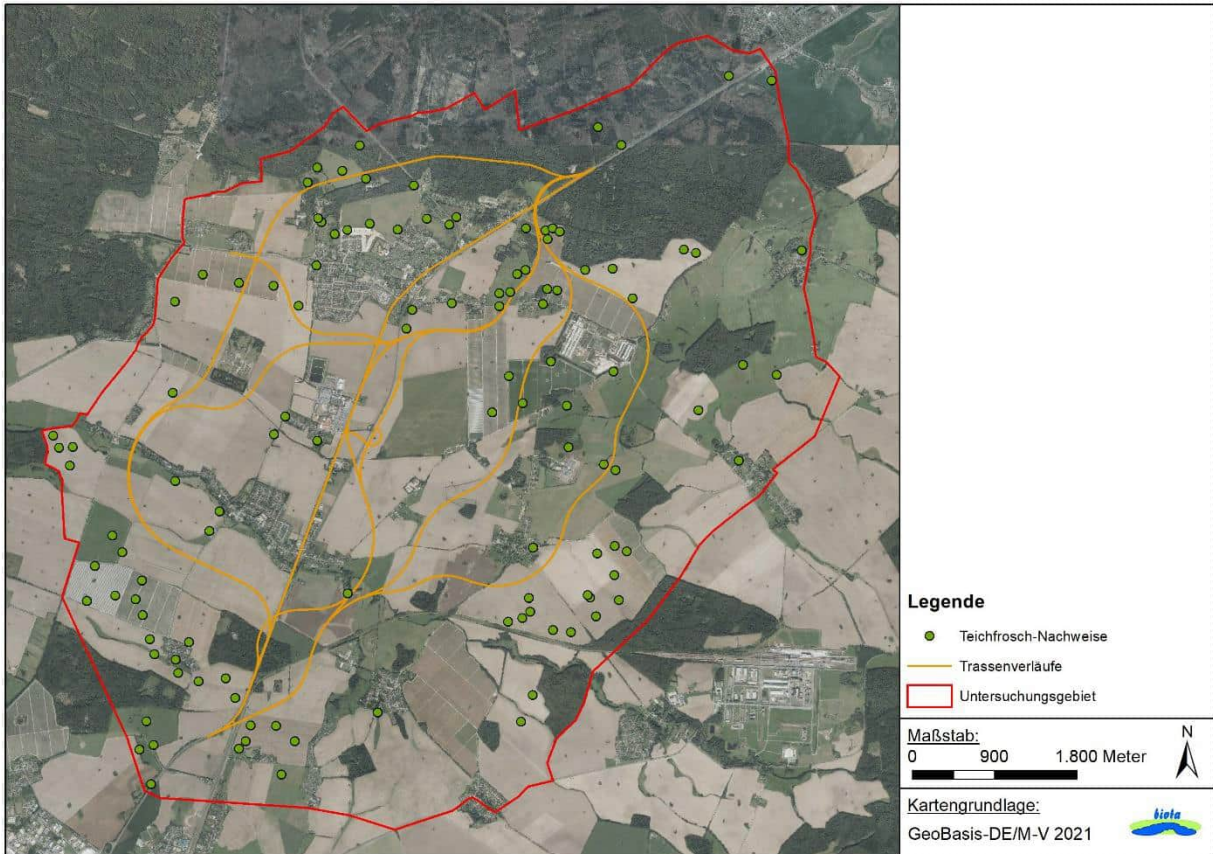 Legende
Teichfrosch-Nachweise
Trassenverläufe
Untersuchungsgebiet
Maßstab:
0 900 1.800 Meter
N
Kartengrundlage:
GeoBasis-DE/M-V 2021
biota